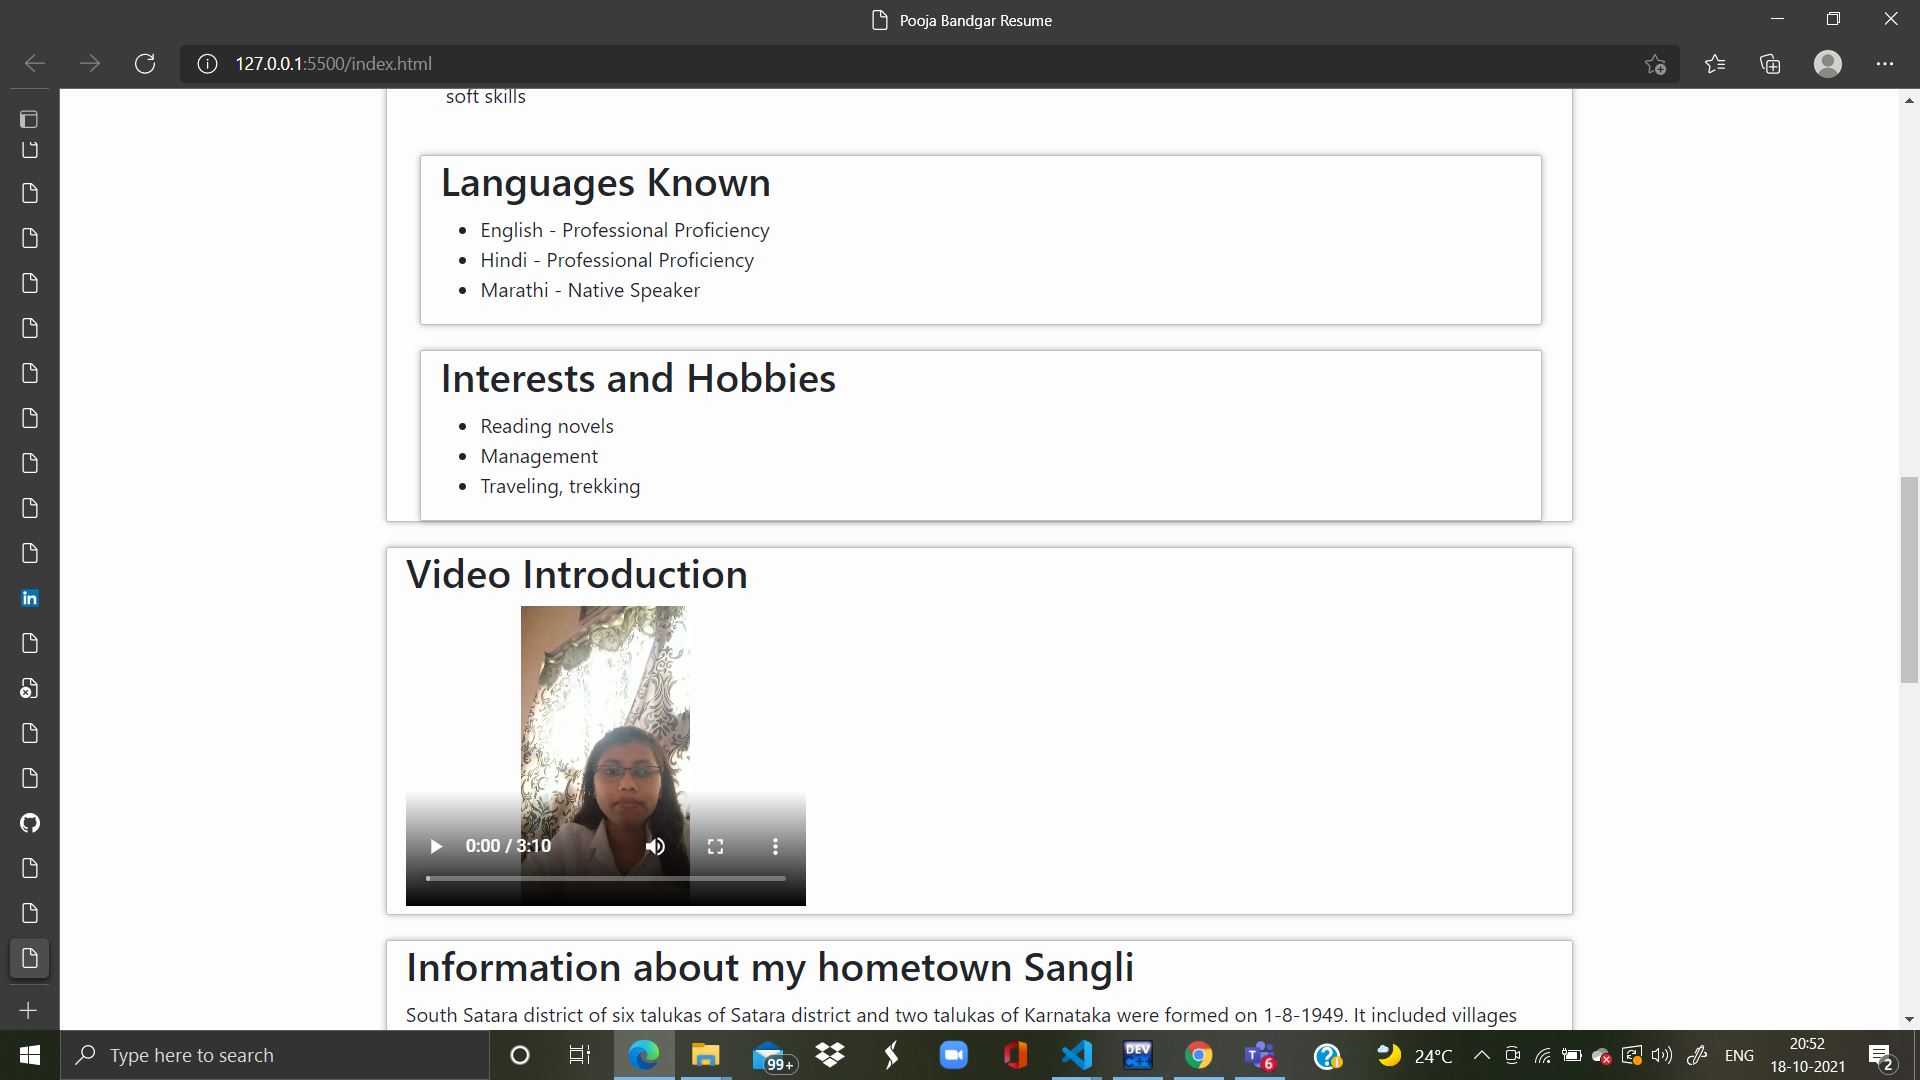 Pooja Bandgar Resume
127.0.0.1:5500/index.html
soft skills
Languages Known
English - Professional Proficiency
Hindi - Professional Proficiency
Marathi - Native Speaker
Interests and Hobbies
Reading novels
Management
Traveling, trekking
Video Introduction
0:00 / 3:10
Information about my hometown Sangli
South Satara district of six talukas of Satara district and two talukas of Karnataka were formed on 1-8-1949. It included villages
in
Type here to search
99+
DEV
C++
T
6
24°C
ENG
20:52
18-10-2021
2